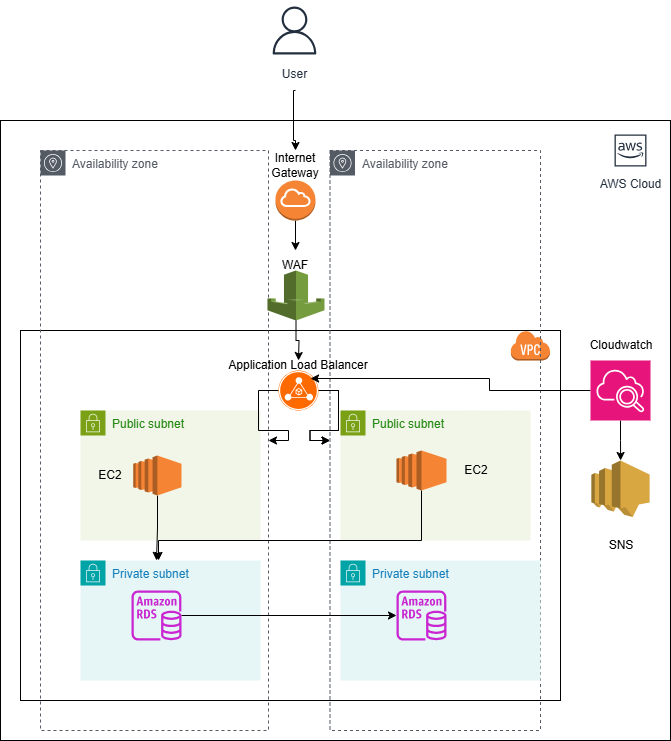 User
Availability zone
Internet
Gateway
Availability zone
aws
AWS Cloud
WAF
VPC
Cloudwatch
Application Load Balancer
Public subnet
Public subnet
EC2
EC2
SNS
Private subnet
Private subnet
Amazon
RDS
Amazon
RDS